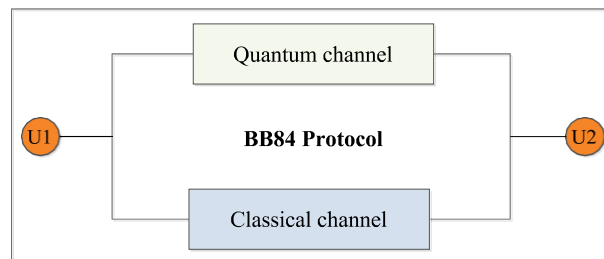 Quantum channel
U1
BB84 Protocol
U2
Classical channel